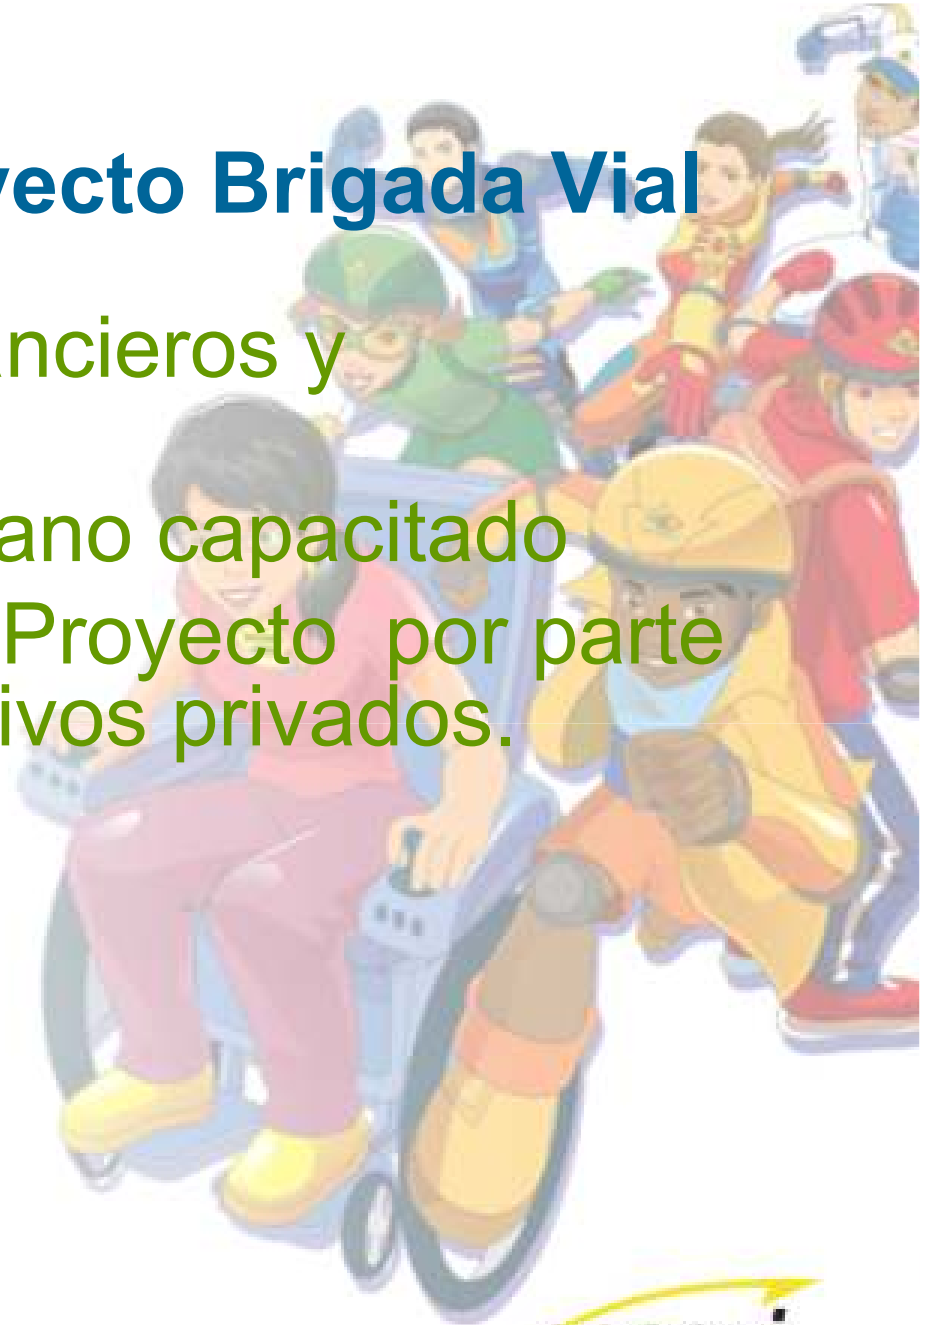 yecto Brigada Vial
ncieros y
ano capacitado
Proyecto por parte
ivos privados.